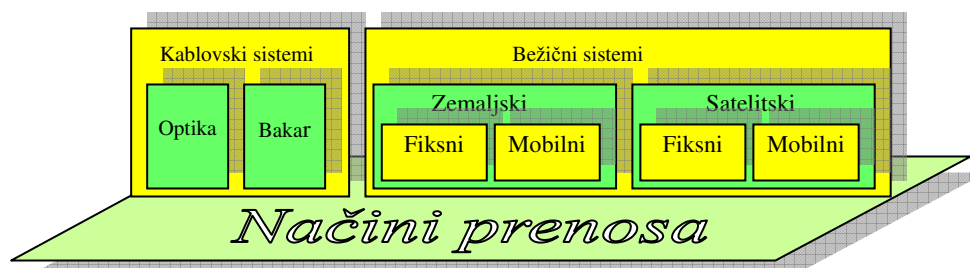 Kablovski sistemi
Bežični sistemi
Optika
Bakar
Zemaljski
Satelitski
Fiksni
Mobilni
Fiksni
Mobilni
Načini prenosa